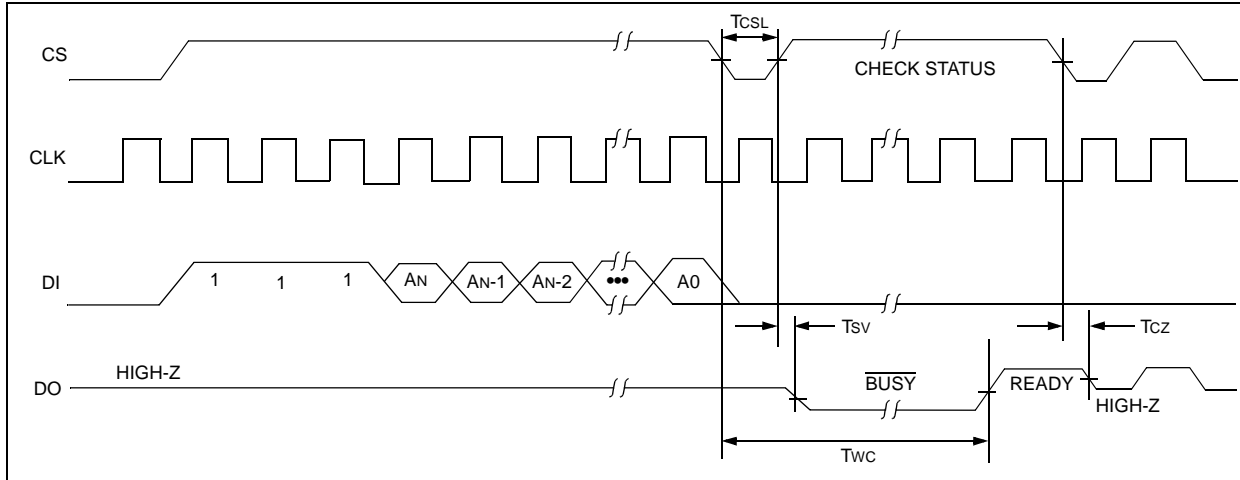 TCSL
CS
CHECK STATUS
CLK
DI
1 1 1 AN AN-1 AN-2 ••• A0
TSV
TCZ
DO
HIGH-Z
BUSY
READY
HIGH-Z
TWC